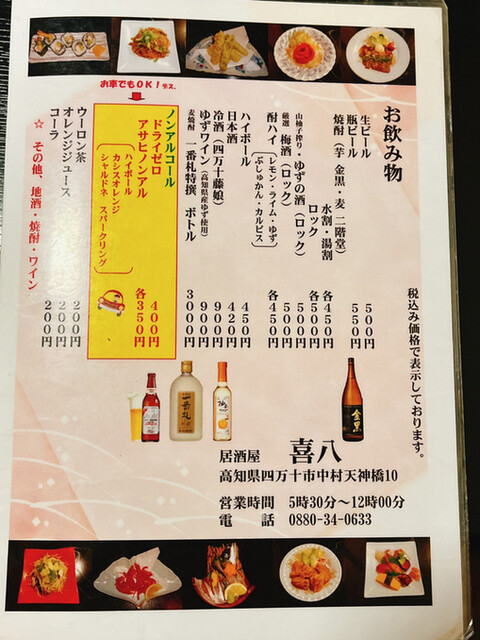 お飲み物
税込み価格で表示しております。
生ビール 500円
瓶ビール 550円
焼酎(芋 金黒・麦 二階堂)
水割・湯割 各450円
ロック 各500円
山柚子搾り・ゆずの酒(ロック) 500円
厳選 梅酒(ロック) 500円
酎ハイ(レモン・ライム・ゆず/ぶしゅかん・カルピス) 各450円
ハイボール 450円
日本酒 420円
冷酒(四万十藤娘) 900円
ゆずワイン(高知県産ゆず使用) 900円
麦焼酎 一番札特撰 ボトル 3000円
お車でもOK!デス。
ノンアルコール
ドライゼロ 400円
アサヒノンアル 各350円
ハイボール
カシスオレンジ
シャルドネ スパークリング
ウーロン茶 200円
オレンジジュース 200円
コーラ 200円
☆ その他、地酒・焼酎・ワイン
一番札
金黒
居酒屋 喜八
高知県四万十市中村天神橋10
営業時間 5時30分〜12時00分
電 話 0880-34-0633